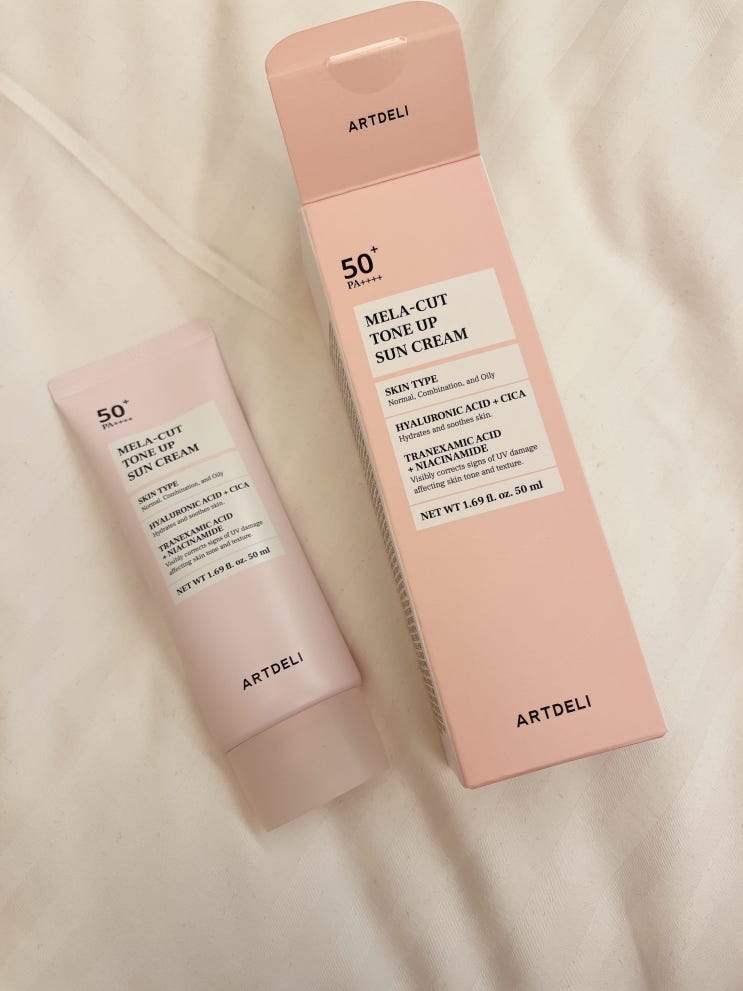 ARTDELI
50+
PA++++
MELA-CUT
TONE UP
SUN CREAM
SKIN TYPE
Normal, Combination, and Oily
HYALURONIC ACID + CICA
Hydrates and soothes skin.
TRANEXAMIC ACID
+ NIACINAMIDE
Visibly corrects signs of UV damage
affecting skin tone and texture.
NET WT 1.69 fl. oz. 50 ml
ARTDELI
50+
PA++++
MELA-CUT
TONE UP
SUN CREAM
SKIN TYPE
Normal, Combination, and Oily
HYALURONIC ACID + CICA
Hydrates and soothes skin.
TRANEXAMIC ACID
+ NIACINAMIDE
Visibly corrects signs of UV damage
affecting skin tone and texture.
NET WT 1.69 fl. oz. 50 ml
ARTDELI